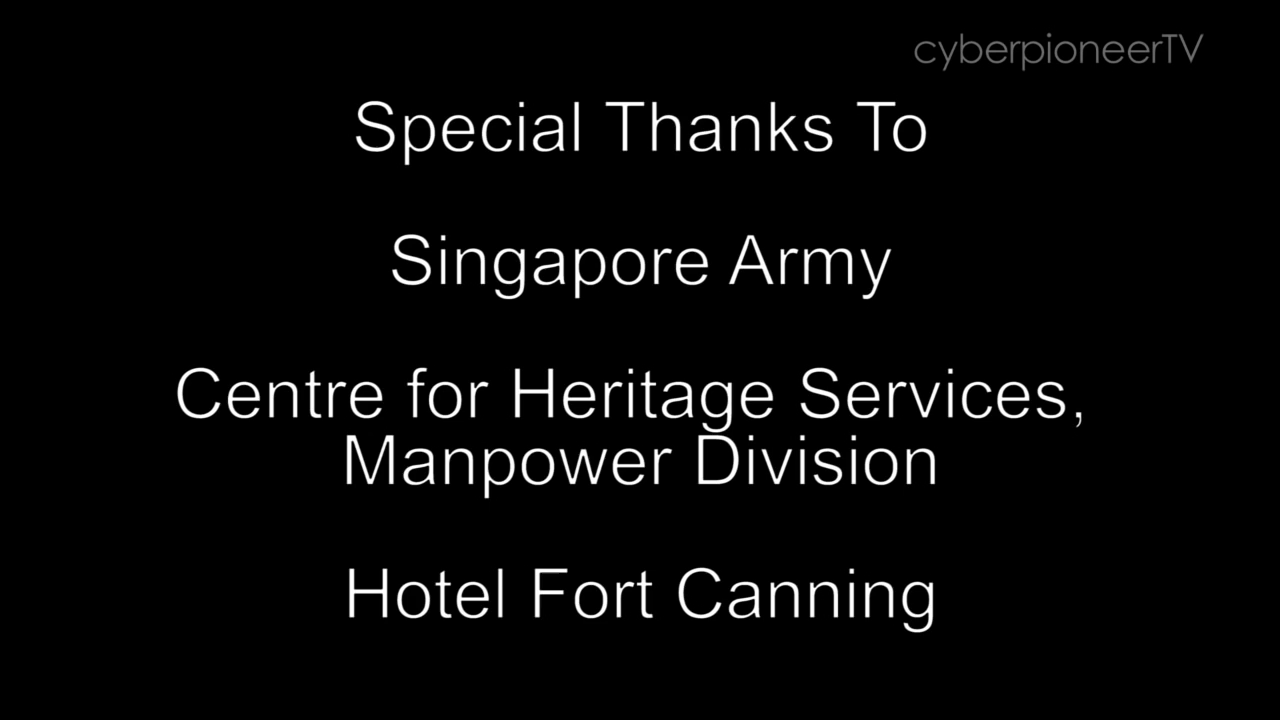 cyberpioneerTV
Special Thanks To
Singapore Army
Centre for Heritage Services,
Manpower Division
Hotel Fort Canning